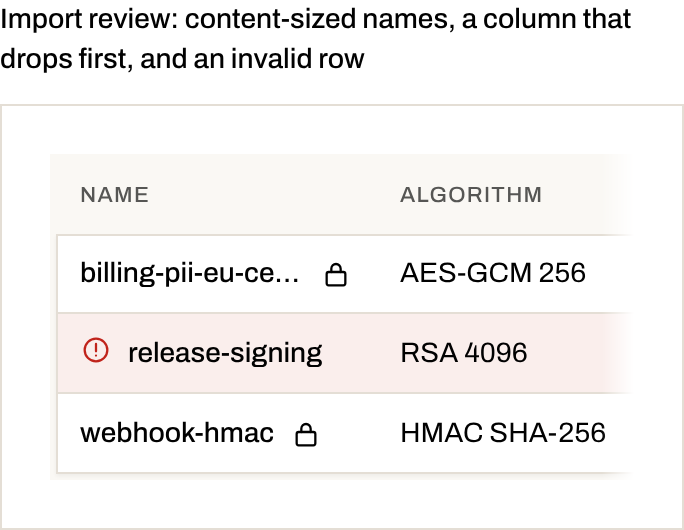 Import review: content-sized names, a column that
drops first, and an invalid row
NAME ALGORITHM
billing-pii-eu-ce... AES-GCM 256
release-signing RSA 4096
webhook-hmac HMAC SHA-256